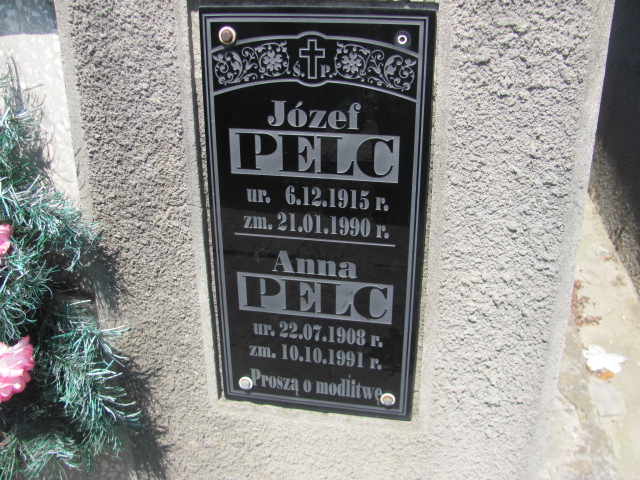 Ś. P.
Józef
PELC
ur. 6.12.1915 r.
zm. 21.01.1990 r.
Anna
PELC
ur. 22.07.1908 r.
zm. 10.10.1991 r.
Proszą o modlitwę